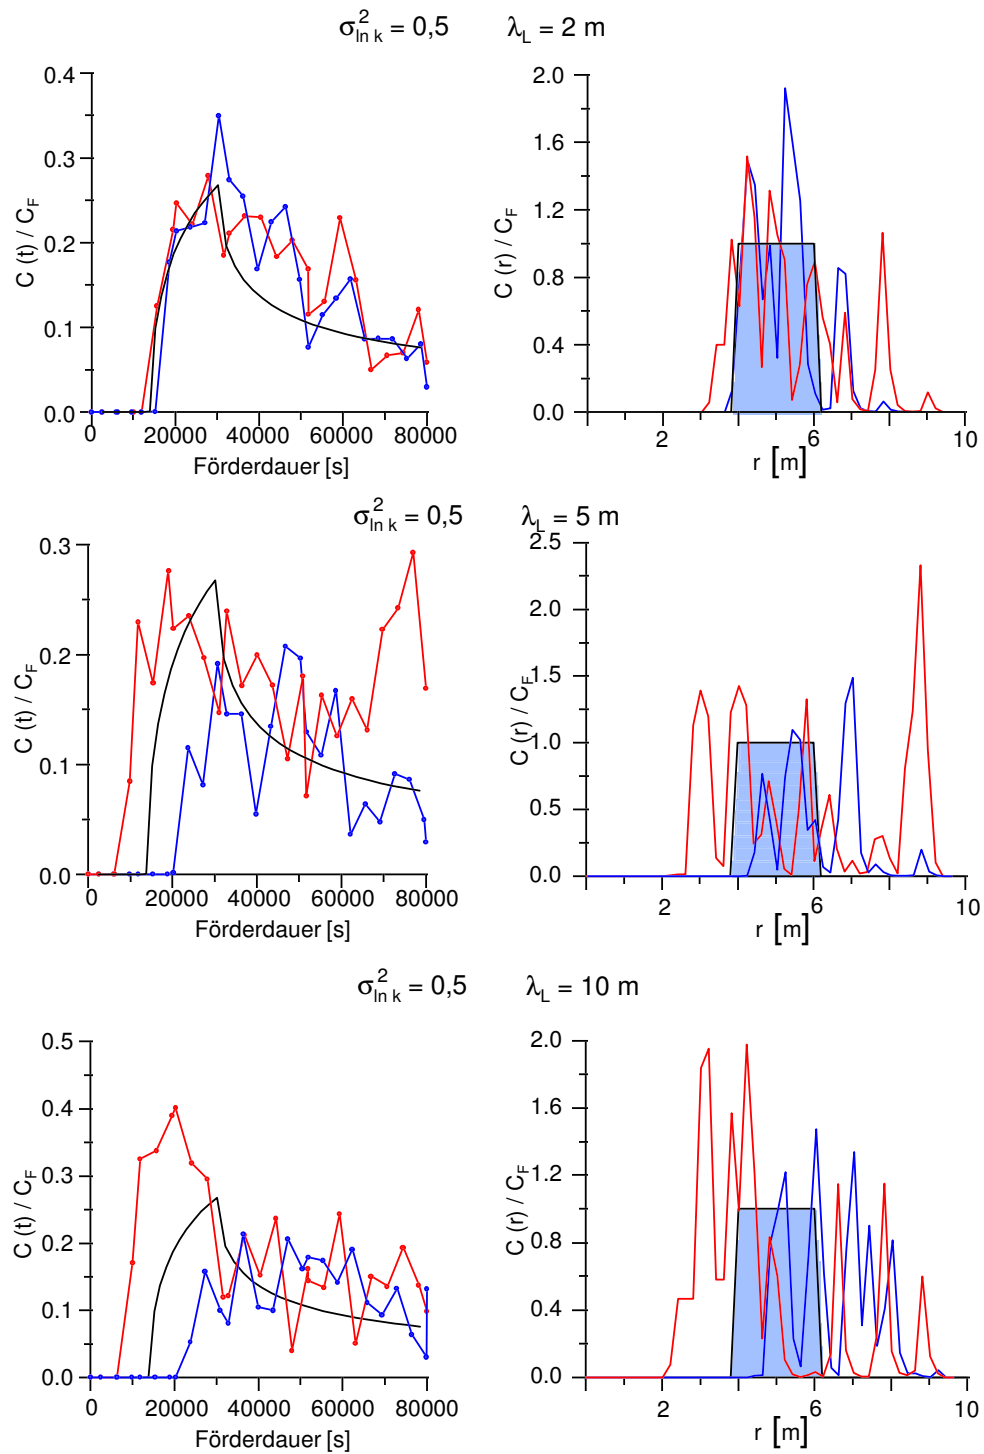 σ²ln k = 0,5 λL = 2 m
0.4
0.3
0.2
0.1
0.0
C (t) / CF
0 20000 40000 60000 80000
Förderdauer [s]
2.0
1.6
1.2
0.8
0.4
0.0
C (r) / CF
2 6 10
r [m]
σ²ln k = 0,5 λL = 5 m
0.3
0.2
0.1
0.0
C (t) / CF
0 20000 40000 60000 80000
Förderdauer [s]
2.5
2.0
1.5
1.0
0.5
0.0
C (r) / CF
2 6 10
r [m]
σ²ln k = 0,5 λL = 10 m
0.5
0.4
0.3
0.2
0.1
0.0
C (t) / CF
0 20000 40000 60000 80000
Förderdauer [s]
2.0
1.6
1.2
0.8
0.4
0.0
C (r) / CF
2 6 10
r [m]